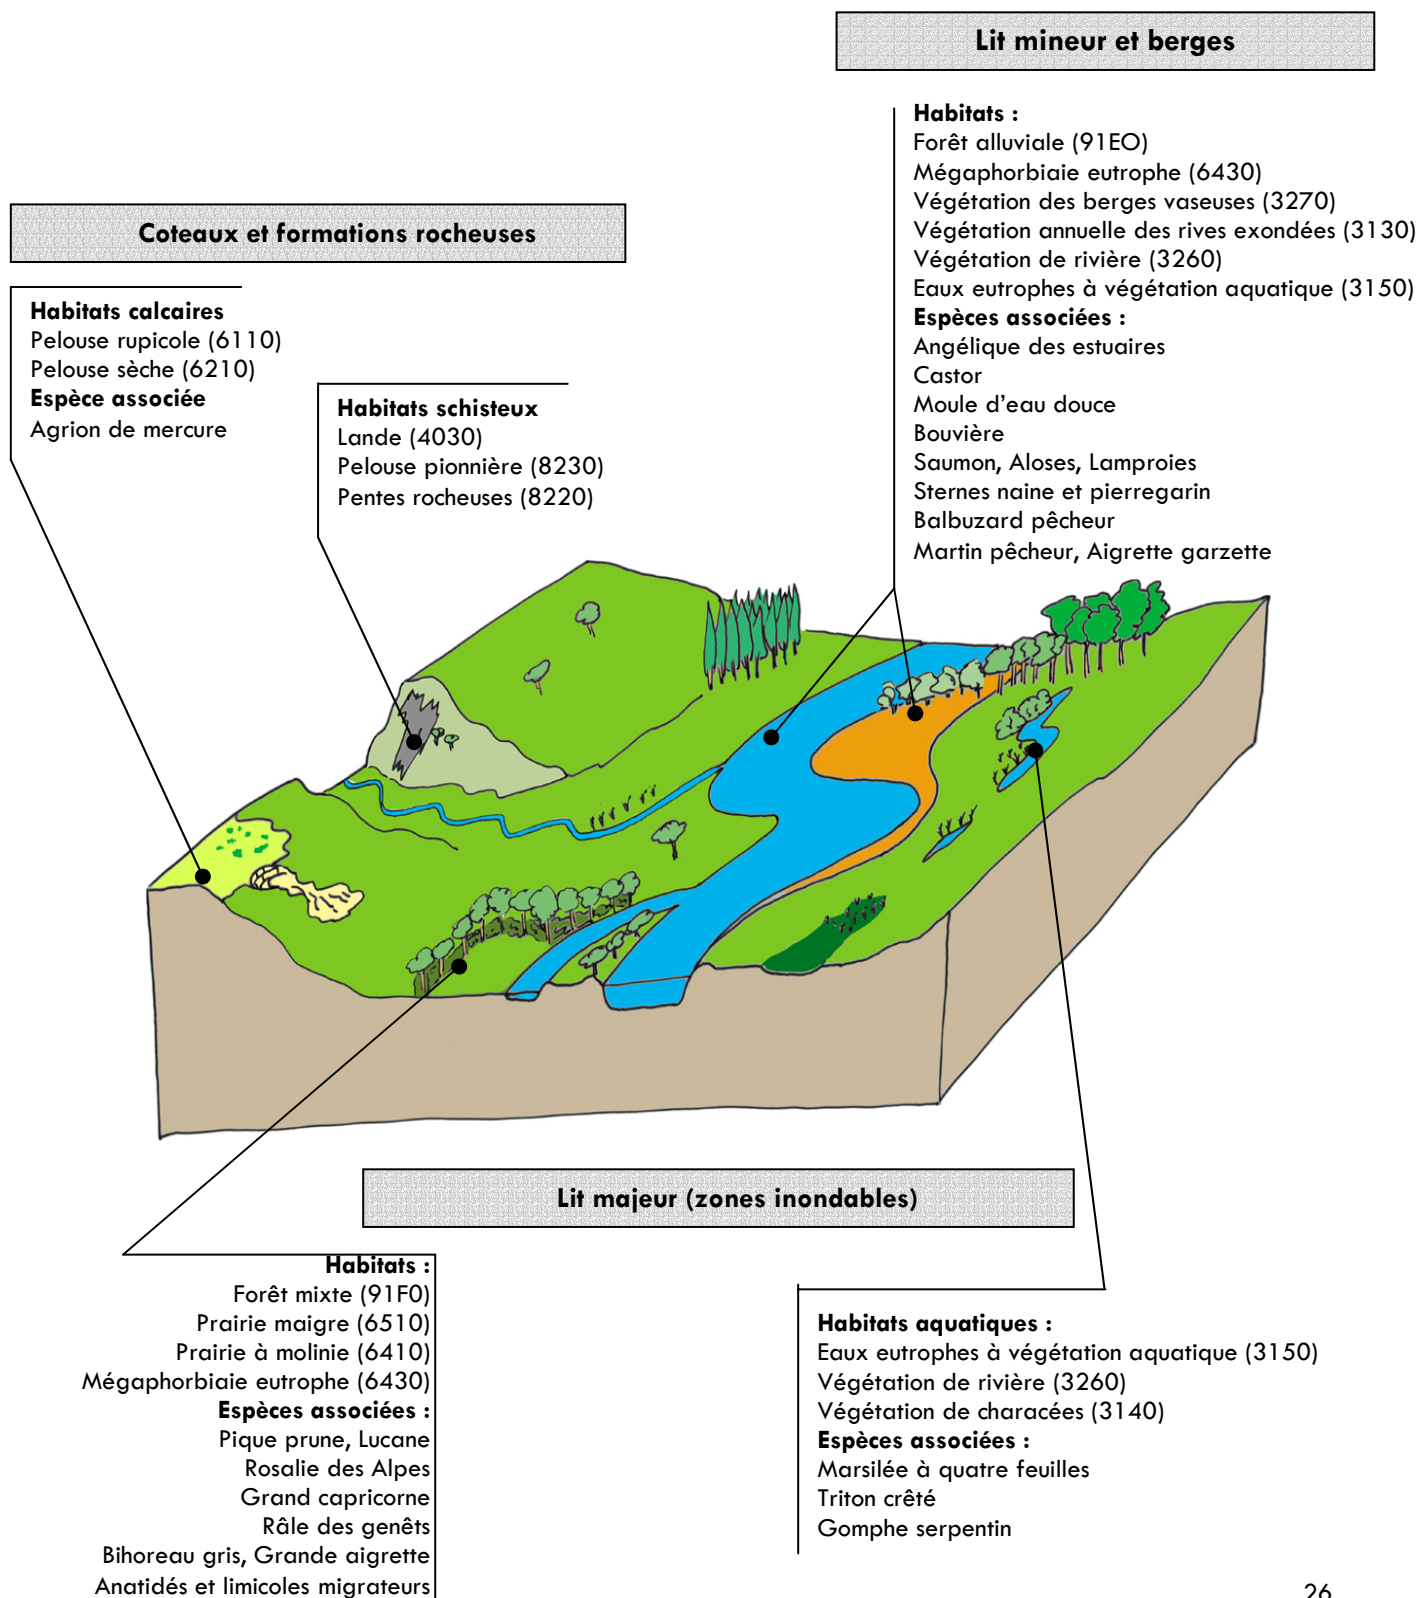 Lit mineur et berges
Habitats :
Forêt alluviale (91EO)
Mégaphorbiaie eutrophe (6430)
Végétation des berges vaseuses (3270)
Végétation annuelle des rives exondées (3130)
Végétation de rivière (3260)
Eaux eutrophes à végétation aquatique (3150)
Espèces associées :
Angélique des estuaires
Castor
Moule d’eau douce
Bouvière
Saumon, Aloses, Lamproies
Sternes naine et pierregarin
Balbuzard pêcheur
Martin pêcheur, Aigrette garzette
Coteaux et formations rocheuses
Habitats calcaires
Pelouse rupicole (6110)
Pelouse sèche (6210)
Espèce associée
Agrion de mercure
Habitats schisteux
Lande (4030)
Pelouse pionnière (8230)
Pentes rocheuses (8220)
Lit majeur (zones inondables)
Habitats :
Forêt mixte (91F0)
Prairie maigre (6510)
Prairie à molinie (6410)
Mégaphorbiaie eutrophe (6430)
Espèces associées :
Pique prune, Lucane
Rosalie des Alpes
Grand capricorne
Râle des genêts
Bihoreau gris, Grande aigrette
Anatidés et limicoles migrateurs
Habitats aquatiques :
Eaux eutrophes à végétation aquatique (3150)
Végétation de rivière (3260)
Végétation de characées (3140)
Espèces associées :
Marsilée à quatre feuilles
Triton crêté
Gomphe serpentin
26